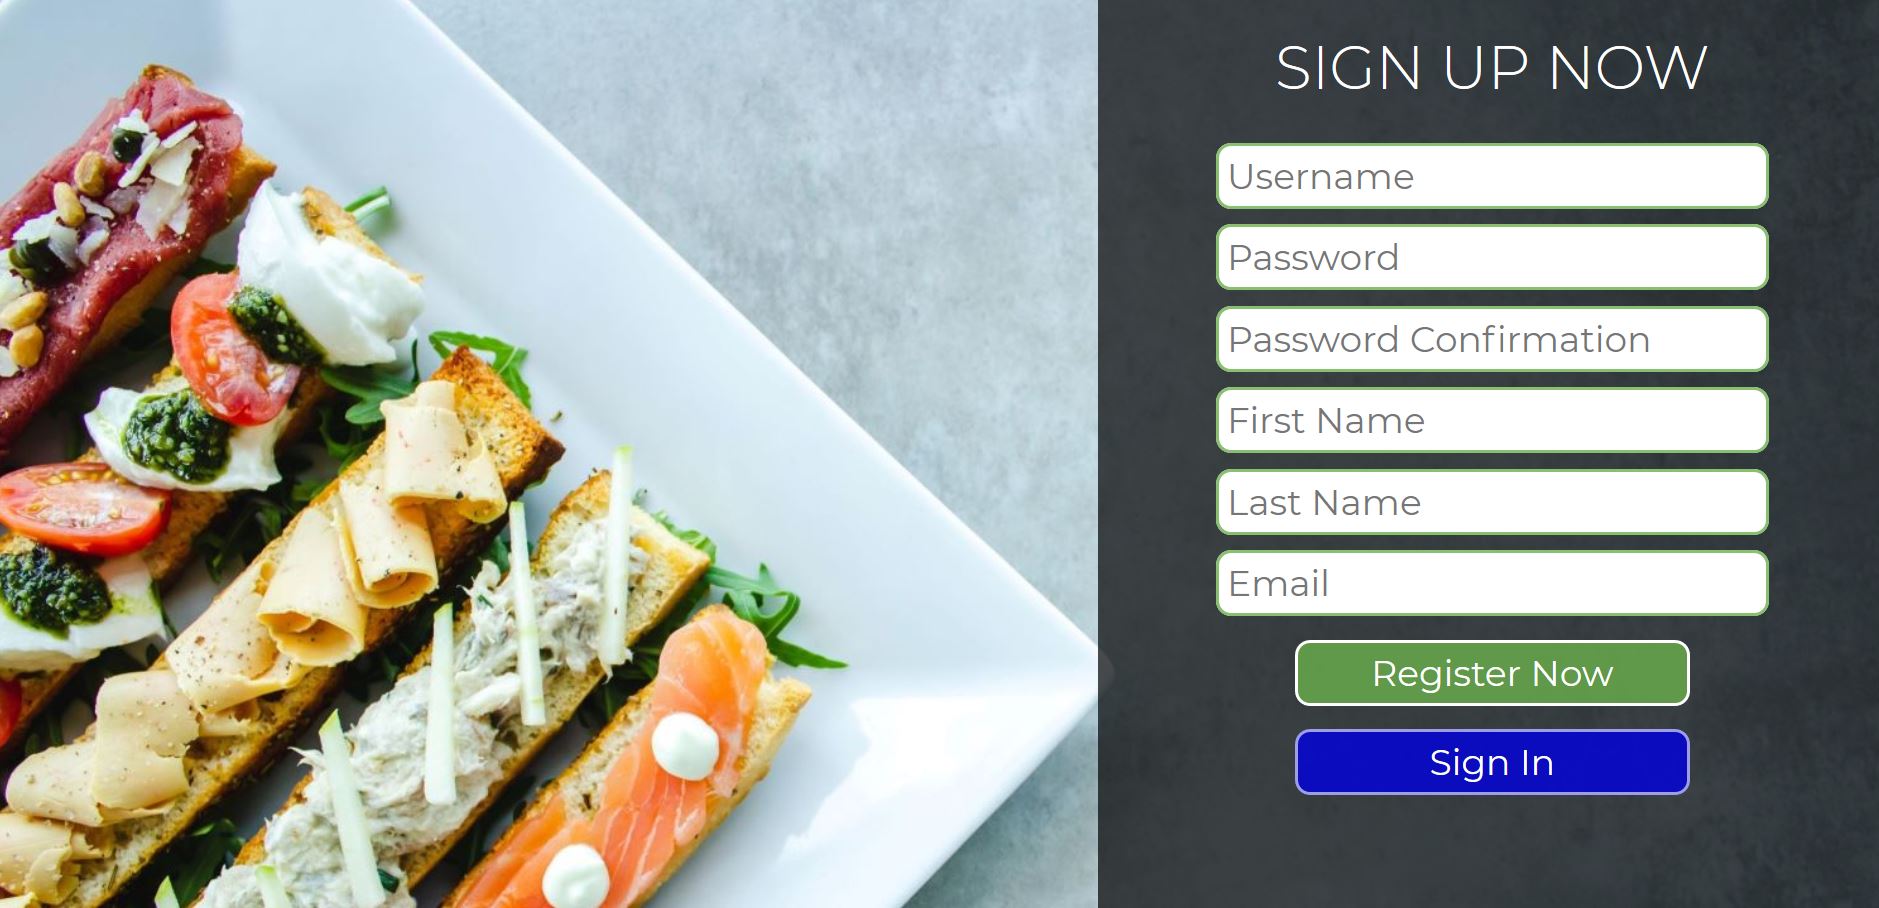 SIGN UP NOW
Username
Password
Password Confirmation
First Name
Last Name
Email
Register Now
Sign In